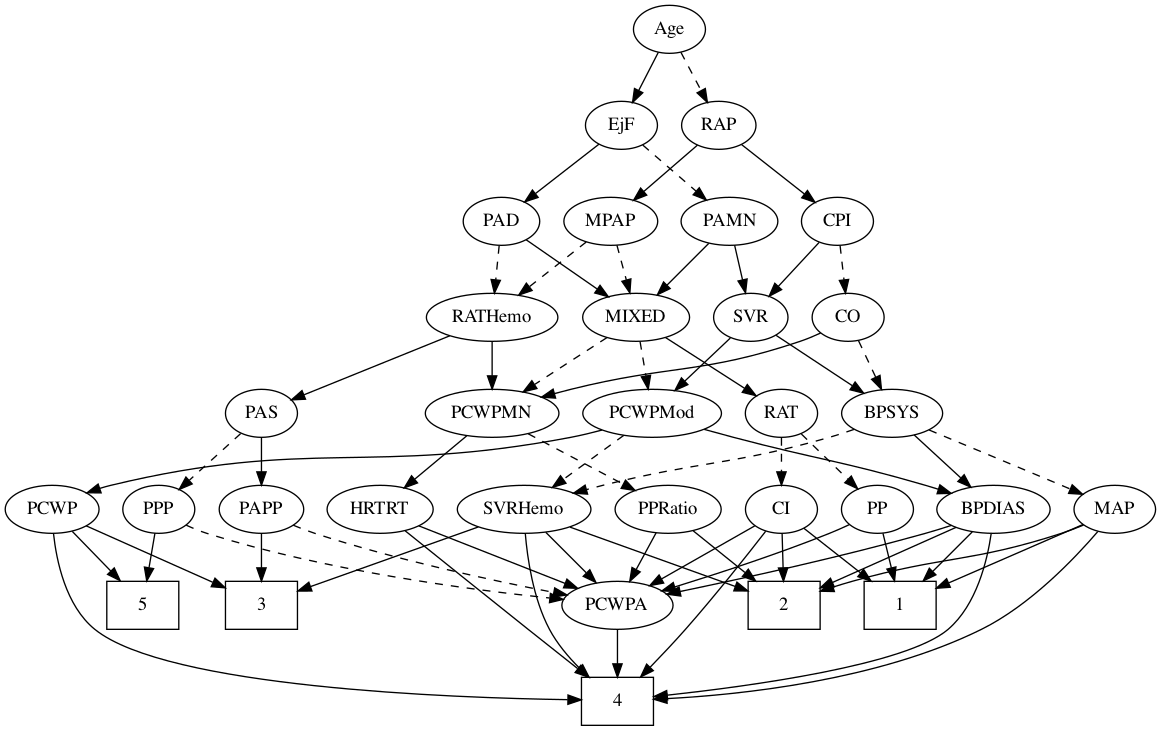 Age
EjF
RAP
PAD
MPAP
PAMN
CPI
RATHemo
MIXED
SVR
CO
PAS
PCWPMN
PCWPMod
RAT
BPSYS
PCWP
PPP
PAPP
HRTRT
SVRHemo
PPRatio
CI
PP
BPDIAS
MAP
5
3
PCWPA
2
1
4